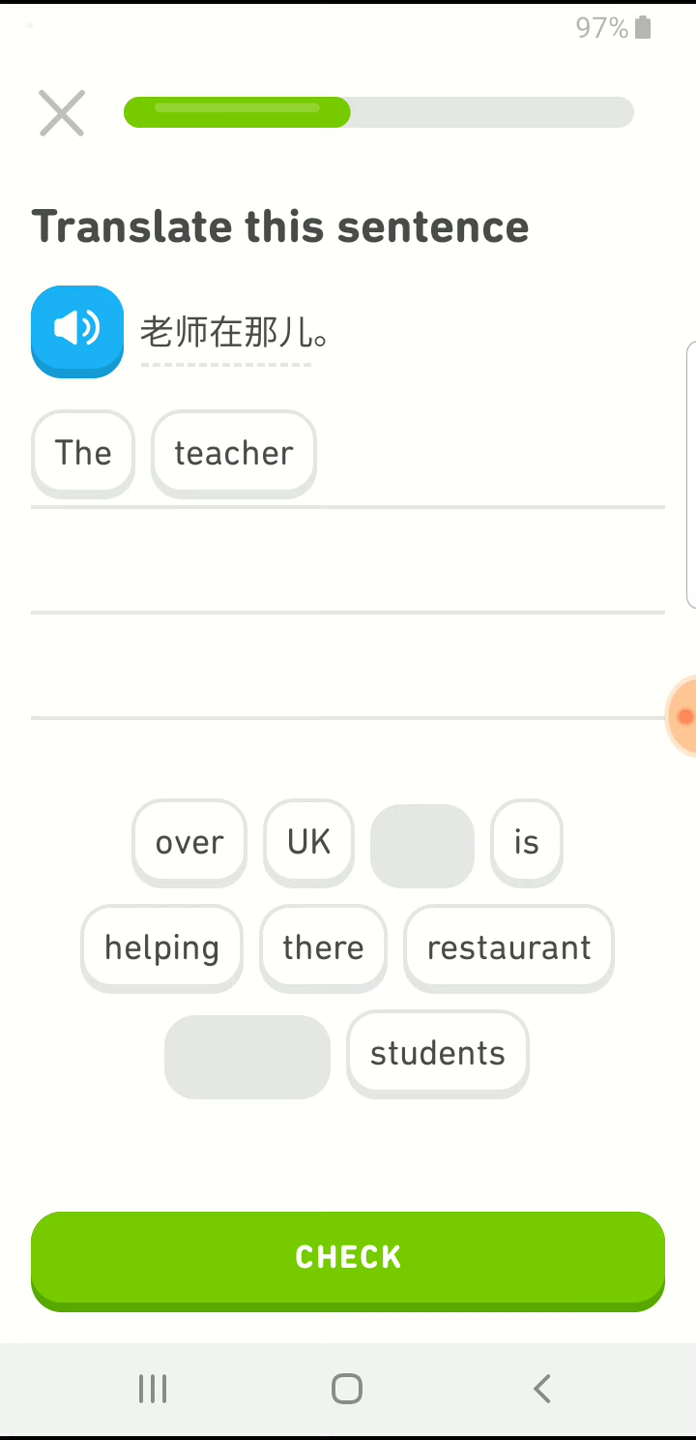 97%
Translate this sentence
老师在那儿。
The teacher
over UK is
helping there restaurant
students
CHECK